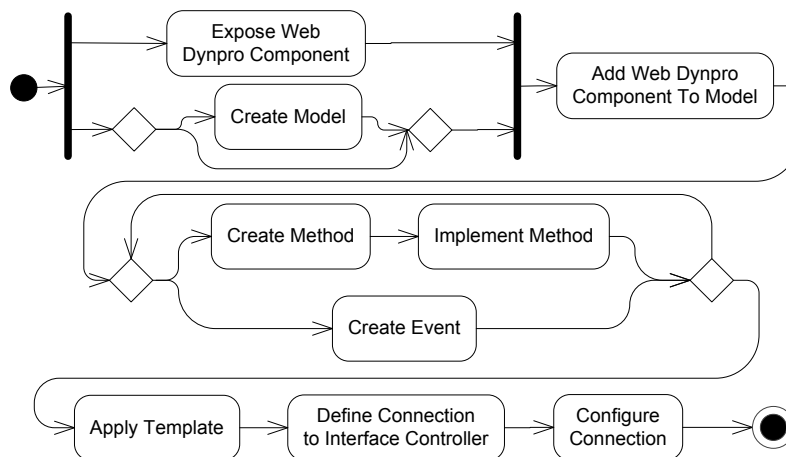 Expose Web
Dynpro Component
Create Model
Add Web Dynpro
Component To Model
Create Method
Implement Method
Create Event
Apply Template
Define Connection
to Interface Controller
Configure
Connection